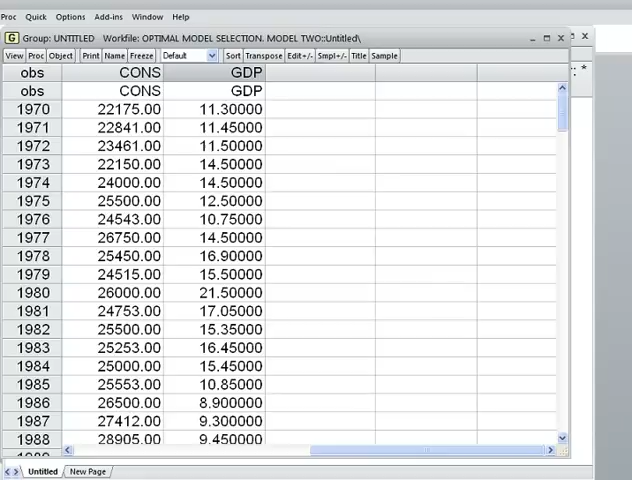 Proc Quick Options Add-ins Window Help
G Group: UNTITLED Workfile: OPTIMAL MODEL SELECTION. MODEL TWO::Untitled\
View Proc Object Print Name Freeze Default Sort Transpose Edit+/- Smpl+/- Title Sample
obs CONS GDP
obs CONS GDP
1970 22175.00 11.30000
1971 22841.00 11.45000
1972 23461.00 11.50000
1973 22150.00 14.50000
1974 24000.00 14.50000
1975 25500.00 12.50000
1976 24543.00 10.75000
1977 26750.00 14.50000
1978 25450.00 16.90000
1979 24515.00 15.50000
1980 26000.00 21.50000
1981 24753.00 17.05000
1982 25500.00 15.35000
1983 25253.00 16.45000
1984 25000.00 15.45000
1985 25553.00 10.85000
1986 26500.00 8.900000
1987 27412.00 9.300000
1988 28905.00 9.450000
Untitled New Page